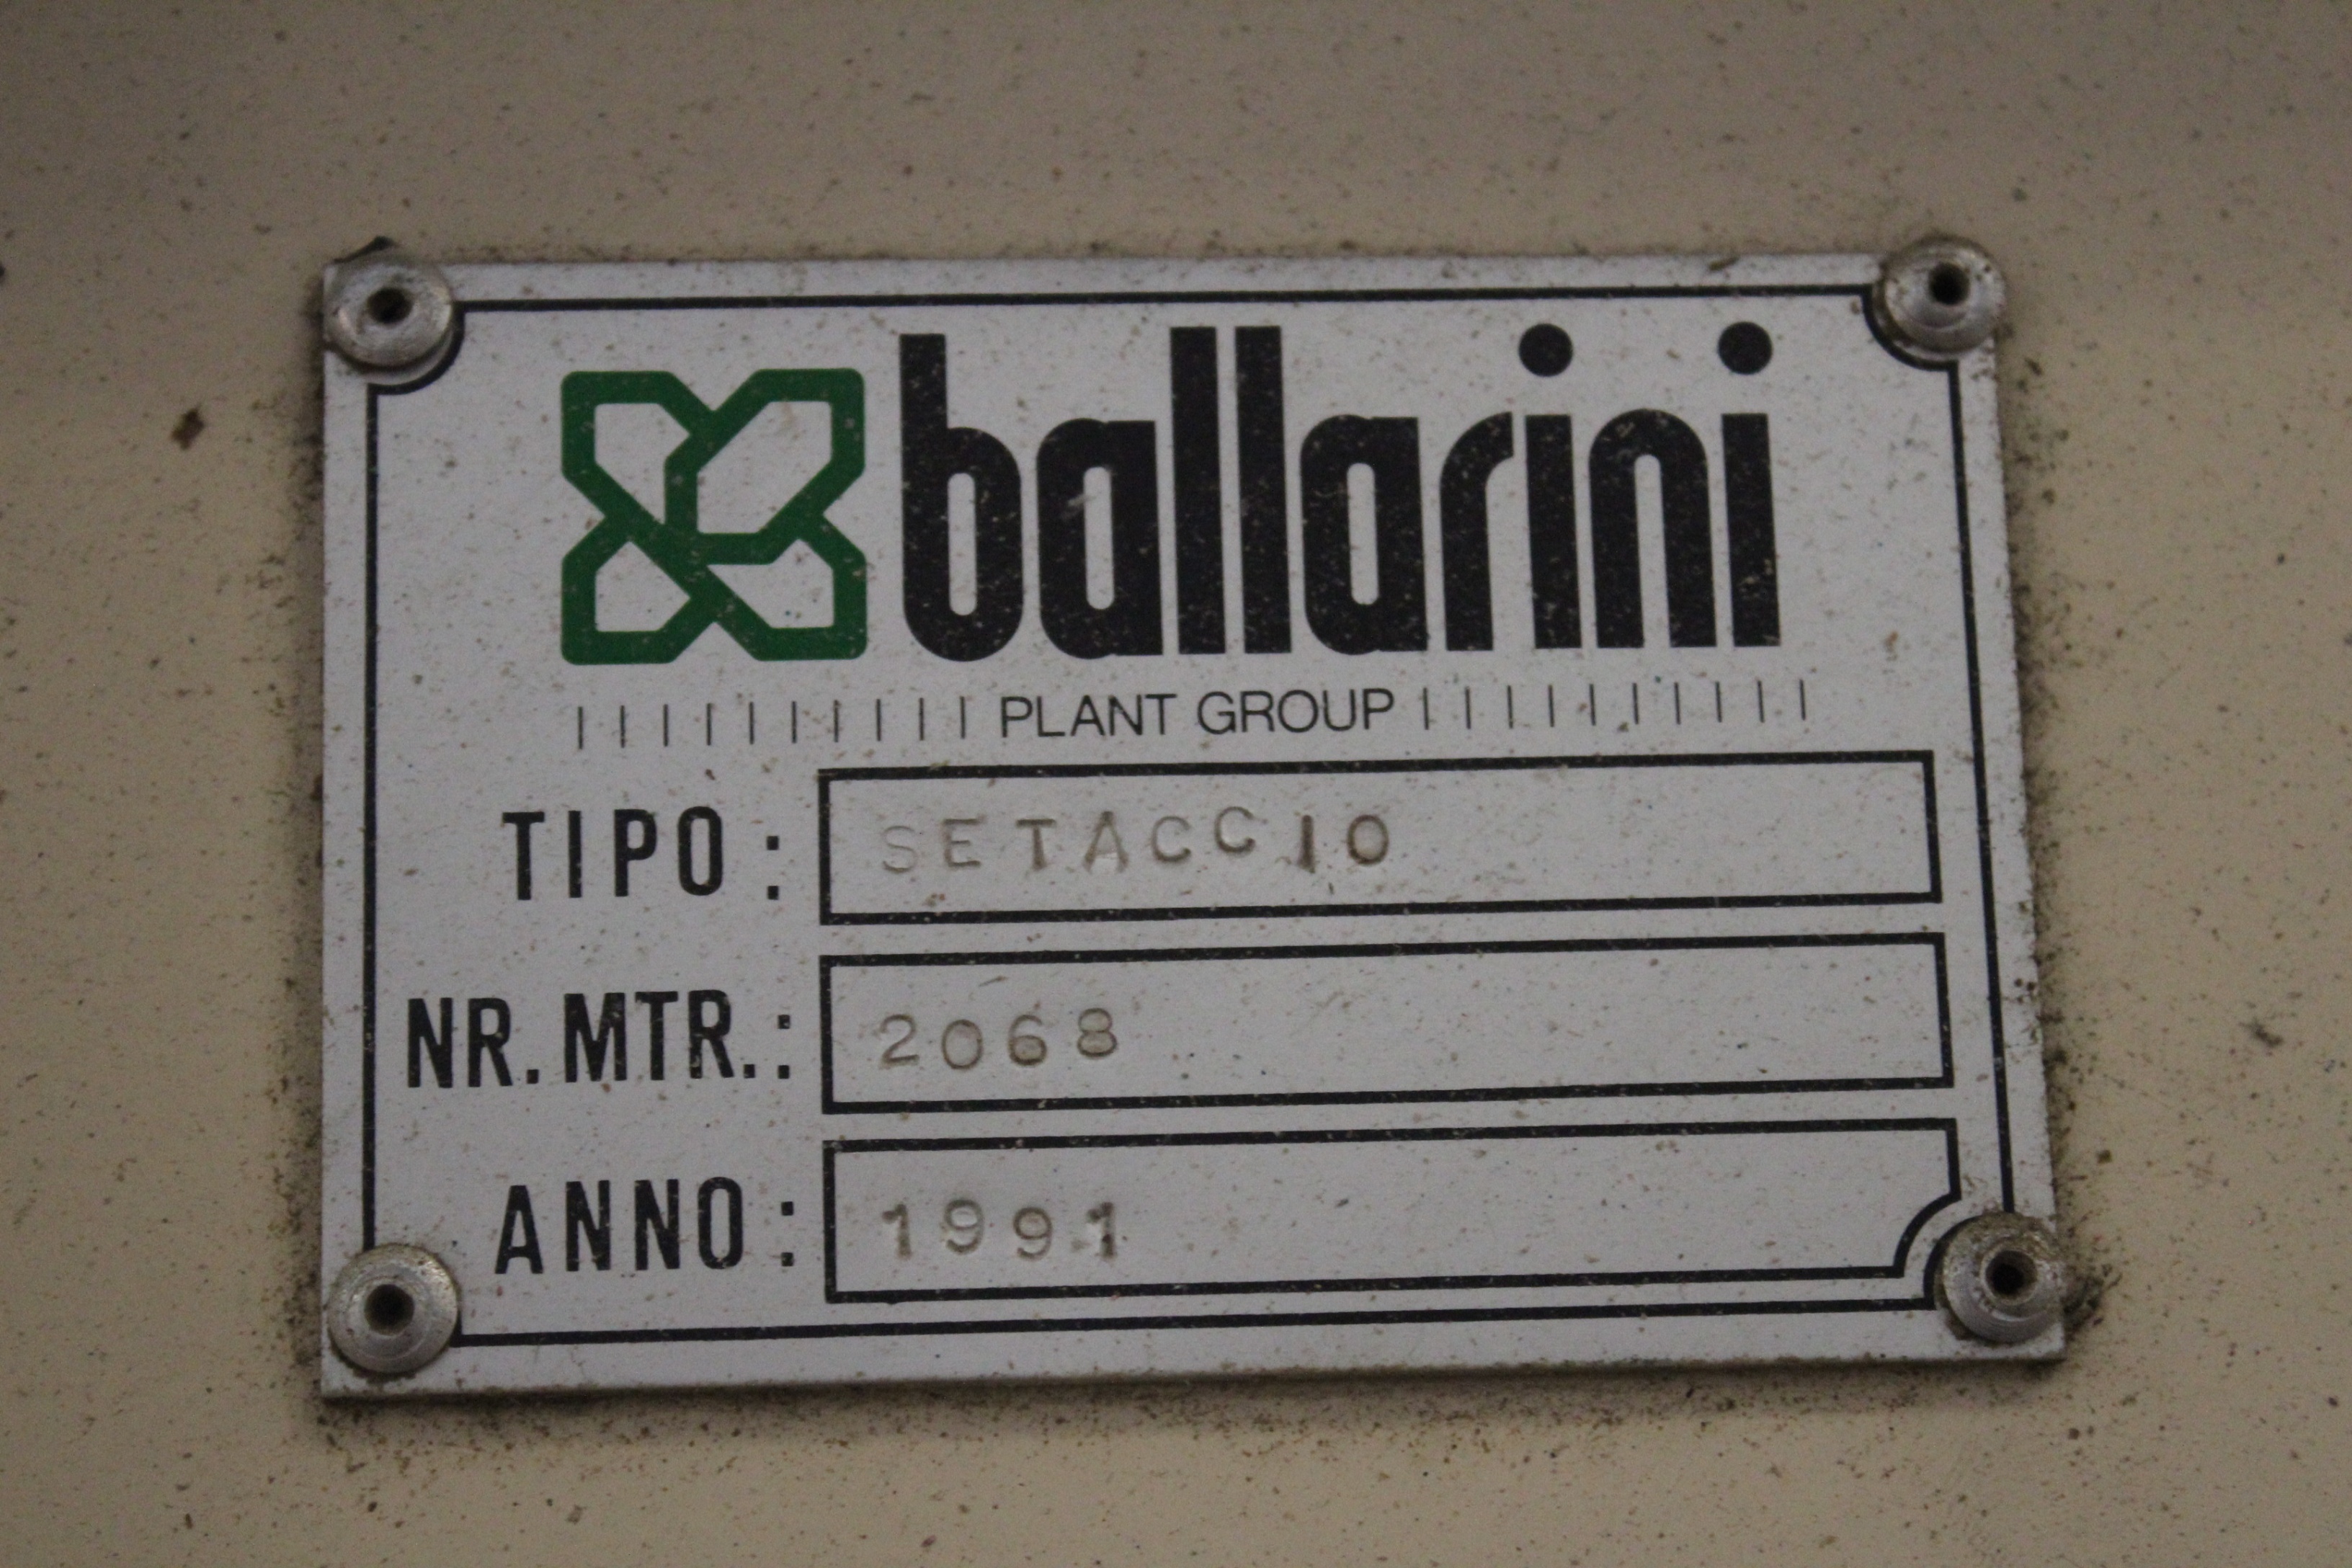 ballarini
PLANT GROUP
TIPO: SETACCIO
NR. MTR.: 2068
ANNO: 1991